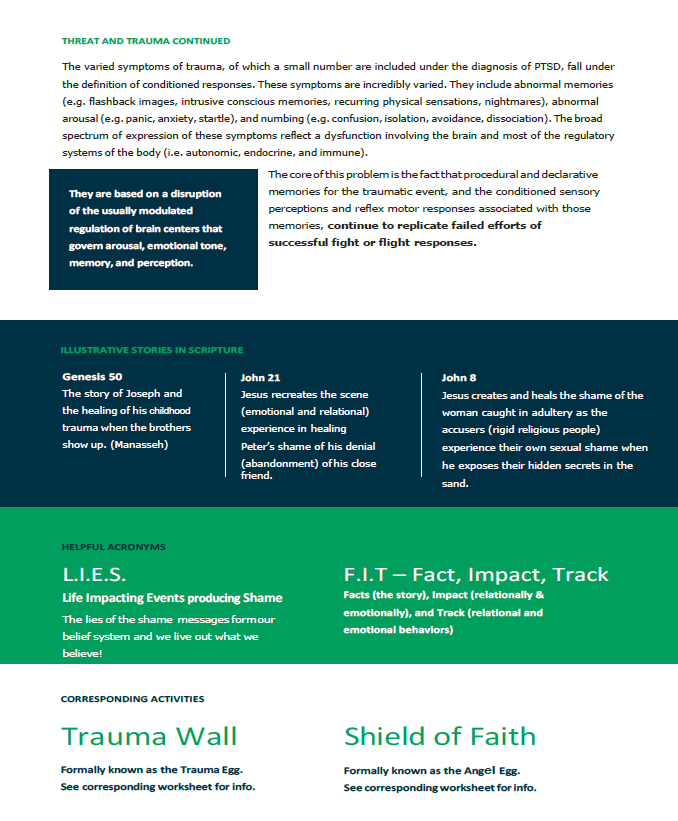 THREAT AND TRAUMA CONTINUED
The varied symptoms of trauma, of which a small number are included under the diagnosis of PTSD, fall under
the definition of conditioned responses. These symptoms are incredibly varied. They include abnormal memories
(e.g. flashback images, intrusive conscious memories, recurring physical sensations, nightmares), abnormal
arousal (e.g. panic, anxiety, startle), and numbing (e.g. confusion, isolation, avoidance, dissociation). The broad
spectrum of expression of these symptoms reflect a dysfunction involving the brain and most of the regulatory
systems of the body (i.e. autonomic, endocrine, and immune).
They are based on a disruption
of the usually modulated
regulation of brain centers that
govern arousal, emotional tone,
memory, and perception.
The core of this problem is the fact that procedural and declarative
memories for the traumatic event, and the conditioned sensory
perceptions and reflex motor responses associated with those
memories, continue to replicate failed efforts of
successful fight or flight responses.
ILLUSTRATIVE STORIES IN SCRIPTURE
Genesis 50
The story of Joseph and
the healing of his childhood
trauma when the brothers
show up. (Manasseh)
John 21
Jesus recreates the scene
(emotional and relational)
experience in healing
Peter's shame of his denial
(abandonment) of his close
friend.
John 8
Jesus creates and heals the shame of the
woman caught in adultery as the
accusers (rigid religious people)
experience their own sexual shame when
he exposes their hidden secrets in the
sand.
HELPFUL ACRONYMS
L.I.E.S.
Life Impacting Events producing Shame
The lies of the shame messages form our
belief system and we live out what we
believe!
F.I.T – Fact, Impact, Track
Facts (the story), Impact (relationally &
emotionally), and Track (relational and
emotional behaviors)
CORRESPONDING ACTIVITIES
Trauma Wall
Formally known as the Trauma Egg.
See corresponding worksheet for info.
Shield of Faith
Formally known as the Angel Egg.
See corresponding worksheet for info.